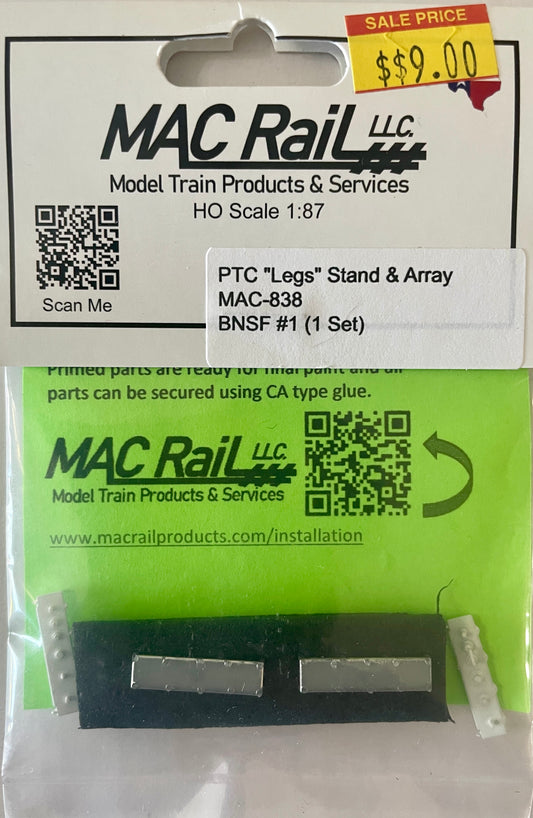 SALE PRICE
$$9.00
MAC RaiL LLC.
Model Train Products & Services
HO Scale 1:87
Scan Me
PTC "Legs" Stand & Array
MAC-838
BNSF #1 (1 Set)
Primed parts are ready for final paint and all
parts can be secured using CA type glue.
MAC RaiL LLC.
Model Train Products & Services
www.macrailproducts.com/installation